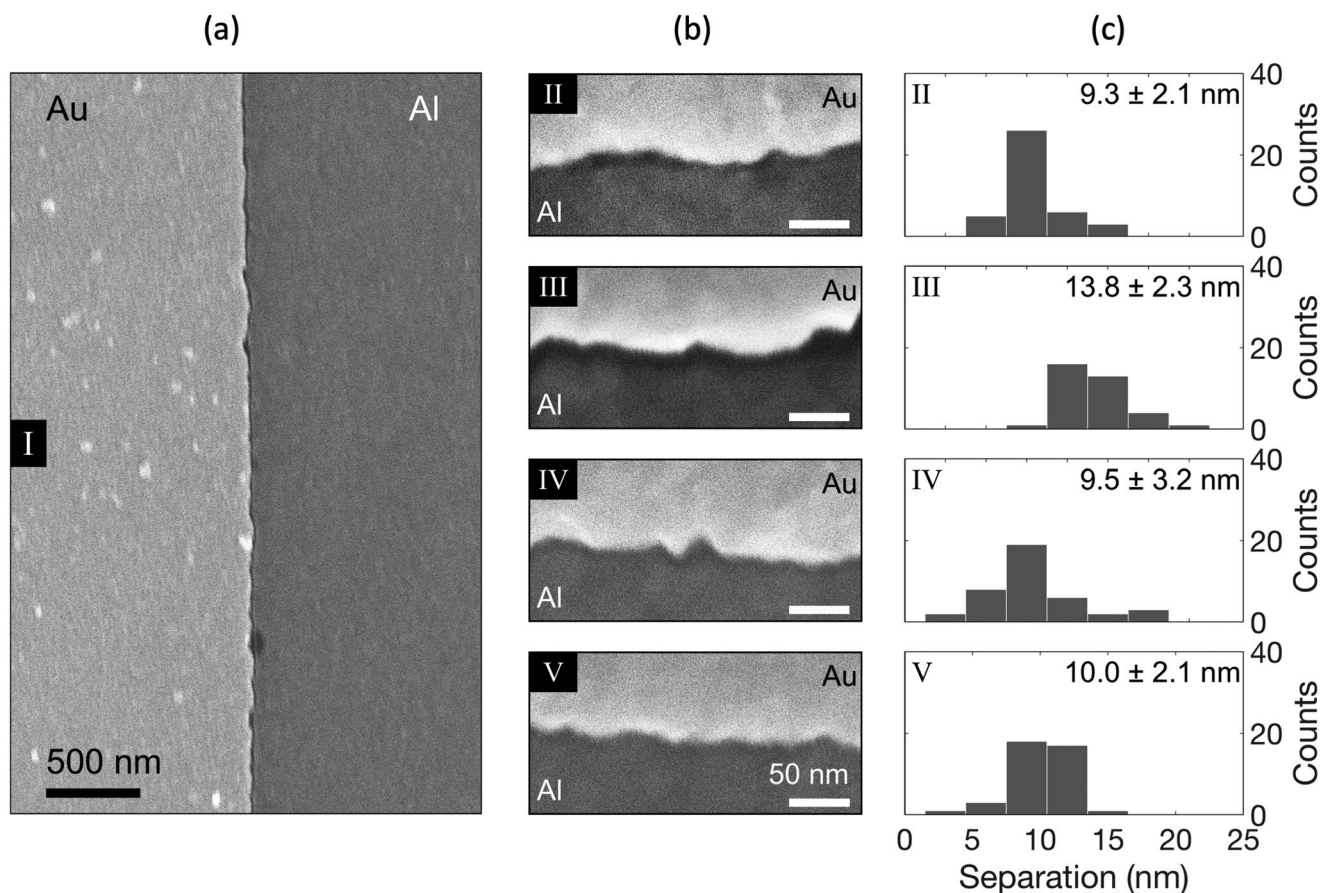 (a)
Au
Al
I
500 nm
(b)
II
Au
Al
III
Au
Al
IV
Au
Al
V
Au
Al
50 nm
(c)
II
9.3 ± 2.1 nm
40
20
0
Counts
III
13.8 ± 2.3 nm
40
20
0
Counts
IV
9.5 ± 3.2 nm
40
20
0
Counts
V
10.0 ± 2.1 nm
40
20
0
Counts
0 5 10 15 20 25
Separation (nm)